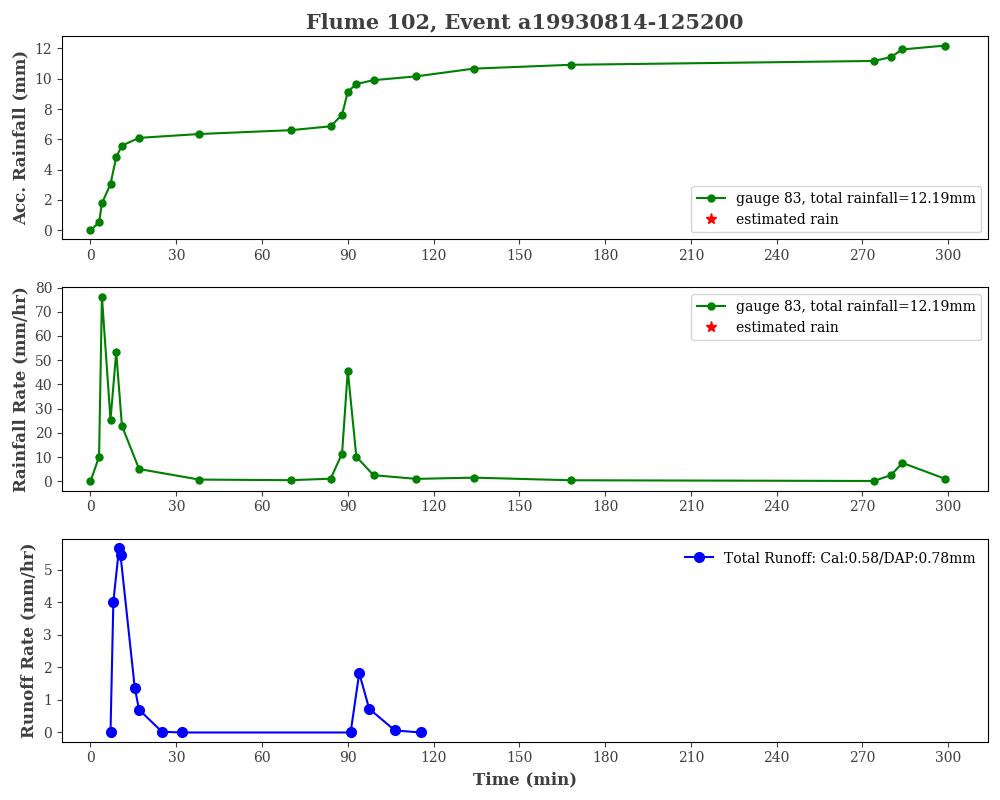 Flume 102, Event a19930814-125200
Acc. Rainfall (mm)
12
10
8
6
4
2
0
gauge 83, total rainfall=12.19mm
estimated rain
0 30 60 90 120 150 180 210 240 270 300
Rainfall Rate (mm/hr)
80
70
60
50
40
30
20
10
0
gauge 83, total rainfall=12.19mm
estimated rain
0 30 60 90 120 150 180 210 240 270 300
Runoff Rate (mm/hr)
5
4
3
2
1
0
Total Runoff: Cal:0.58/DAP:0.78mm
0 30 60 90 120 150 180 210 240 270 300
Time (min)